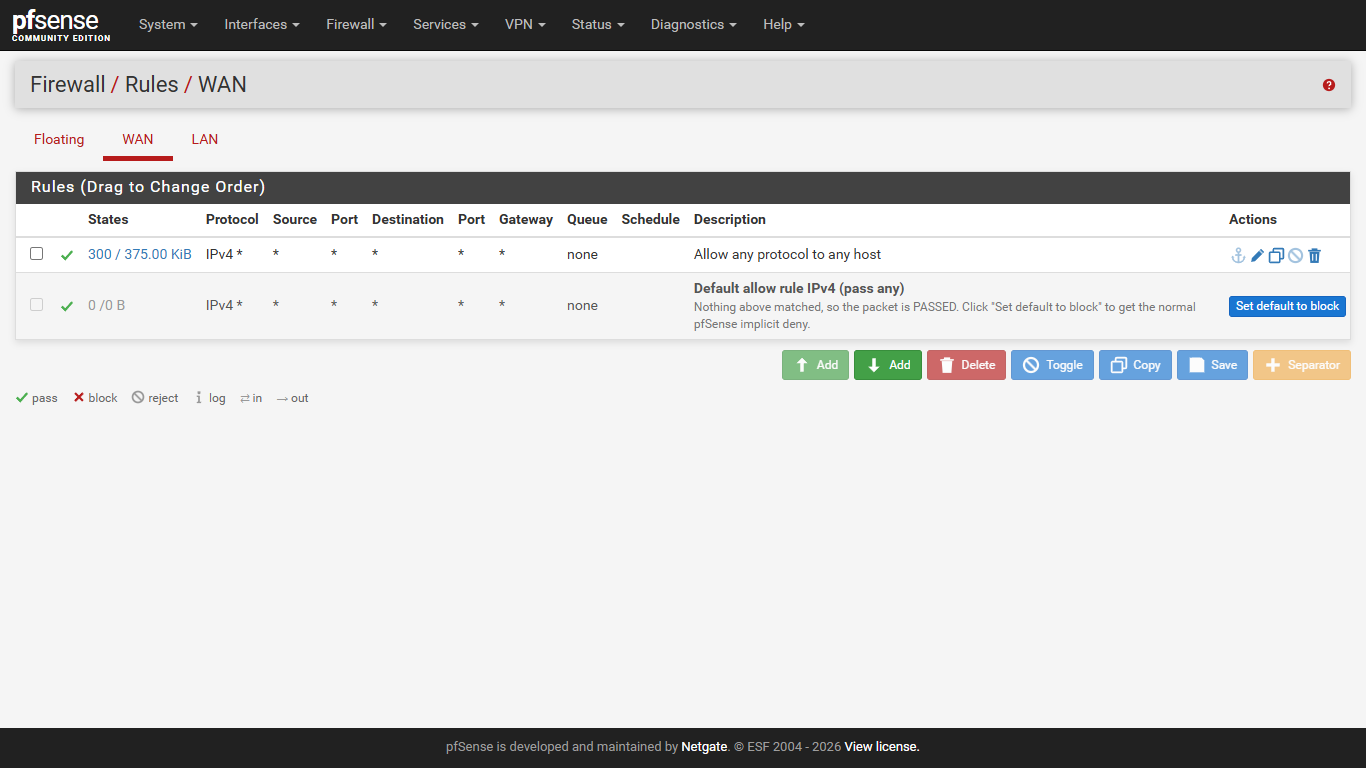 pfsense
COMMUNITY EDITION
System Interfaces Firewall Services VPN Status Diagnostics Help
Firewall / Rules / WAN
?
Floating WAN LAN
Rules (Drag to Change Order)
States Protocol Source Port Destination Port Gateway Queue Schedule Description Actions
300 / 375.00 KiB IPv4 * * * * * * none Allow any protocol to any host
0 /0 B IPv4 * * * * * * none Default allow rule IPv4 (pass any)
Nothing above matched, so the packet is PASSED. Click "Set default to block" to get the normal
pfSense implicit deny.
Set default to block
Add Add Delete Toggle Copy Save Separator
pass block reject log in out
pfSense is developed and maintained by Netgate. © ESF 2004 - 2026 View license.